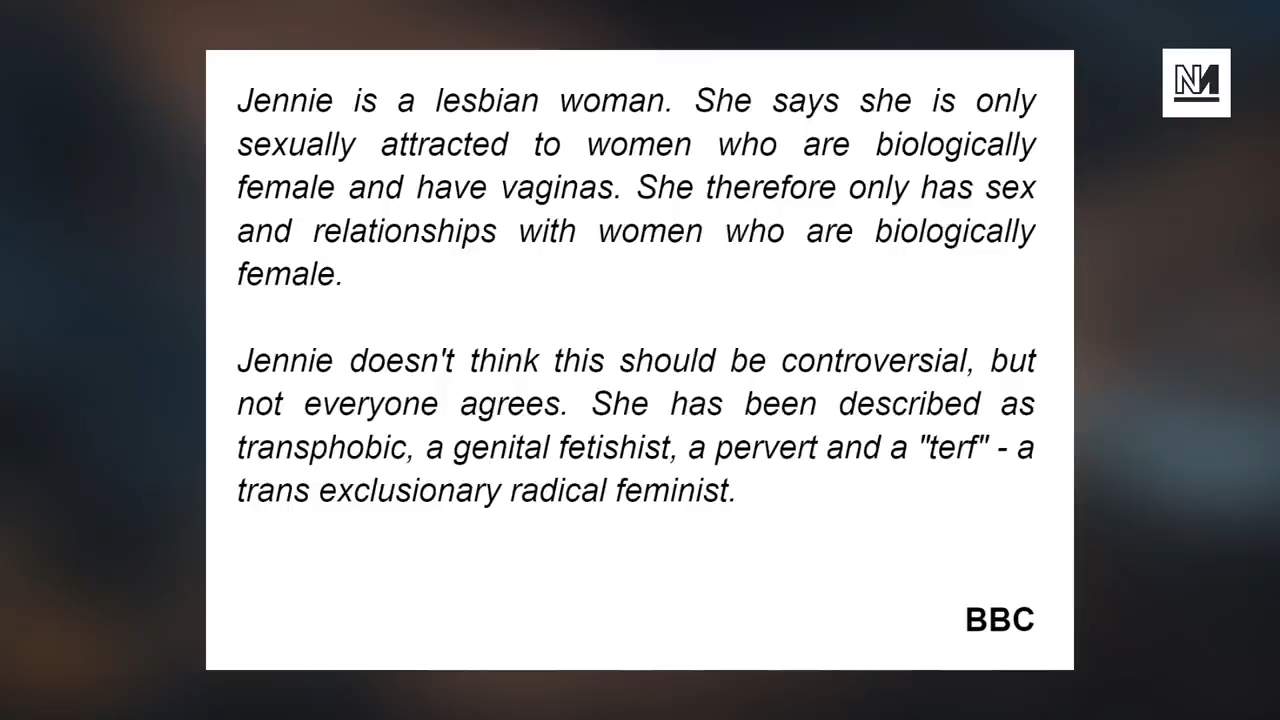 NM
Jennie is a lesbian woman. She says she is only
sexually attracted to women who are biologically
female and have vaginas. She therefore only has sex
and relationships with women who are biologically
female.
Jennie doesn't think this should be controversial, but
not everyone agrees. She has been described as
transphobic, a genital fetishist, a pervert and a "terf" - a
trans exclusionary radical feminist.
BBC